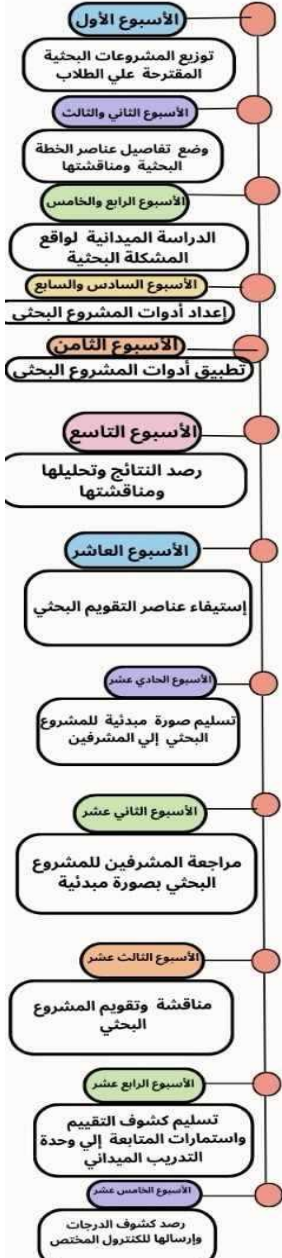 الأسبوع الأول
توزيع المشروعات البحثية
المقترحة علي الطلاب
الأسبوع الثاني والثالث
وضع تفاصيل عناصر الخطة
البحثية ومناقشتها
الأسبوع الرابع والخامس
الدراسة الميدانية لواقع
المشكلة البحثية
الأسبوع السادس والسابع
إعداد أدوات المشروع البحثي
الأسبوع الثامن
تطبيق أدوات المشروع البحثي
الأسبوع التاسع
رصد النتائج وتحليلها
ومناقشتها
الأسبوع العاشر
إستيفاء عناصر التقويم البحثي
الأسبوع الحادي عشر
تسليم صورة مبدئية للمشروع
البحثي إلي المشرفين
الأسبوع الثاني عشر
مراجعة المشرفين للمشروع
البحثي بصورة مبدئية
الأسبوع الثالث عشر
مناقشة وتقويم المشروع
البحثي
الأسبوع الرابع عشر
تسليم كشوف التقييم
واستمارات المتابعة إلي وحدة
التدريب الميداني
الأسبوع الخامس عشر
رصد كشوف الدرجات
وإرسالها للكنترول المختص